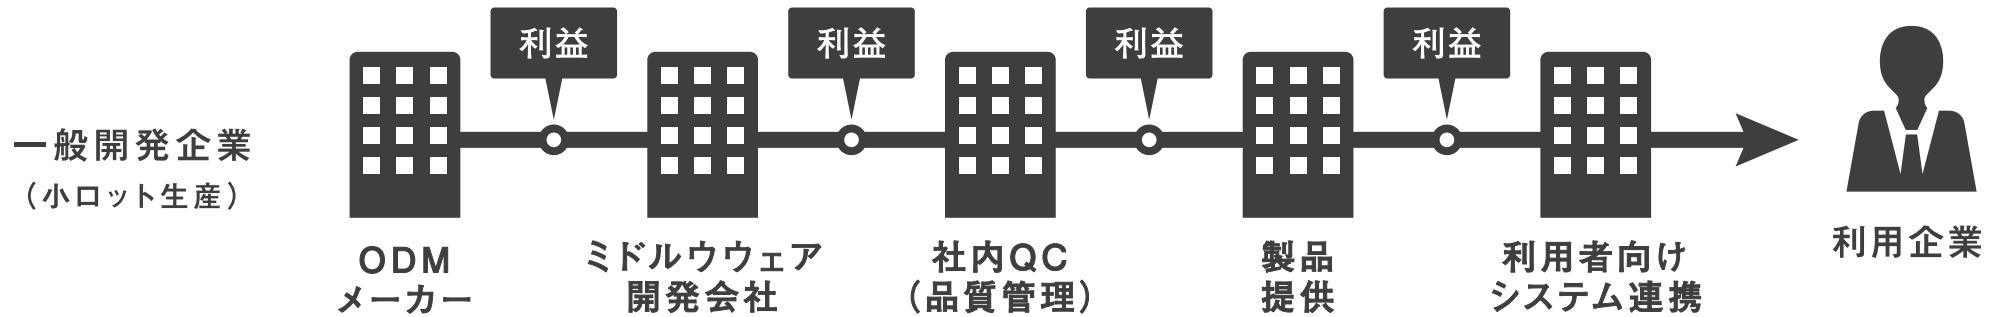 利益
利益
利益
利益
一般開発企業
（小ロット生産）
ODM
メーカー
ミドルウウェア
開発会社
社内QC
（品質管理）
製品
提供
利用者向け
システム連携
利用企業